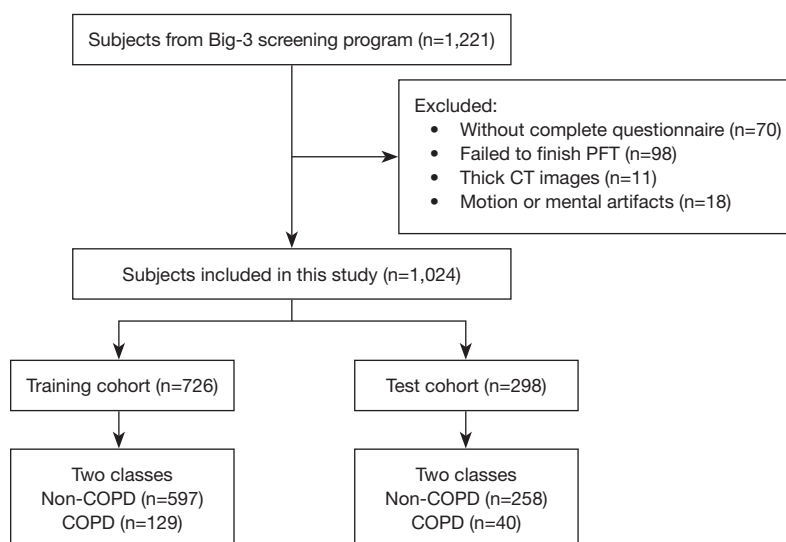 Subjects from Big-3 screening program (n=1,221)
Excluded:
• Without complete questionnaire (n=70)
• Failed to finish PFT (n=98)
• Thick CT images (n=11)
• Motion or mental artifacts (n=18)
Subjects included in this study (n=1,024)
Training cohort (n=726)
Test cohort (n=298)
Two classes
Non-COPD (n=597)
COPD (n=129)
Two classes
Non-COPD (n=258)
COPD (n=40)